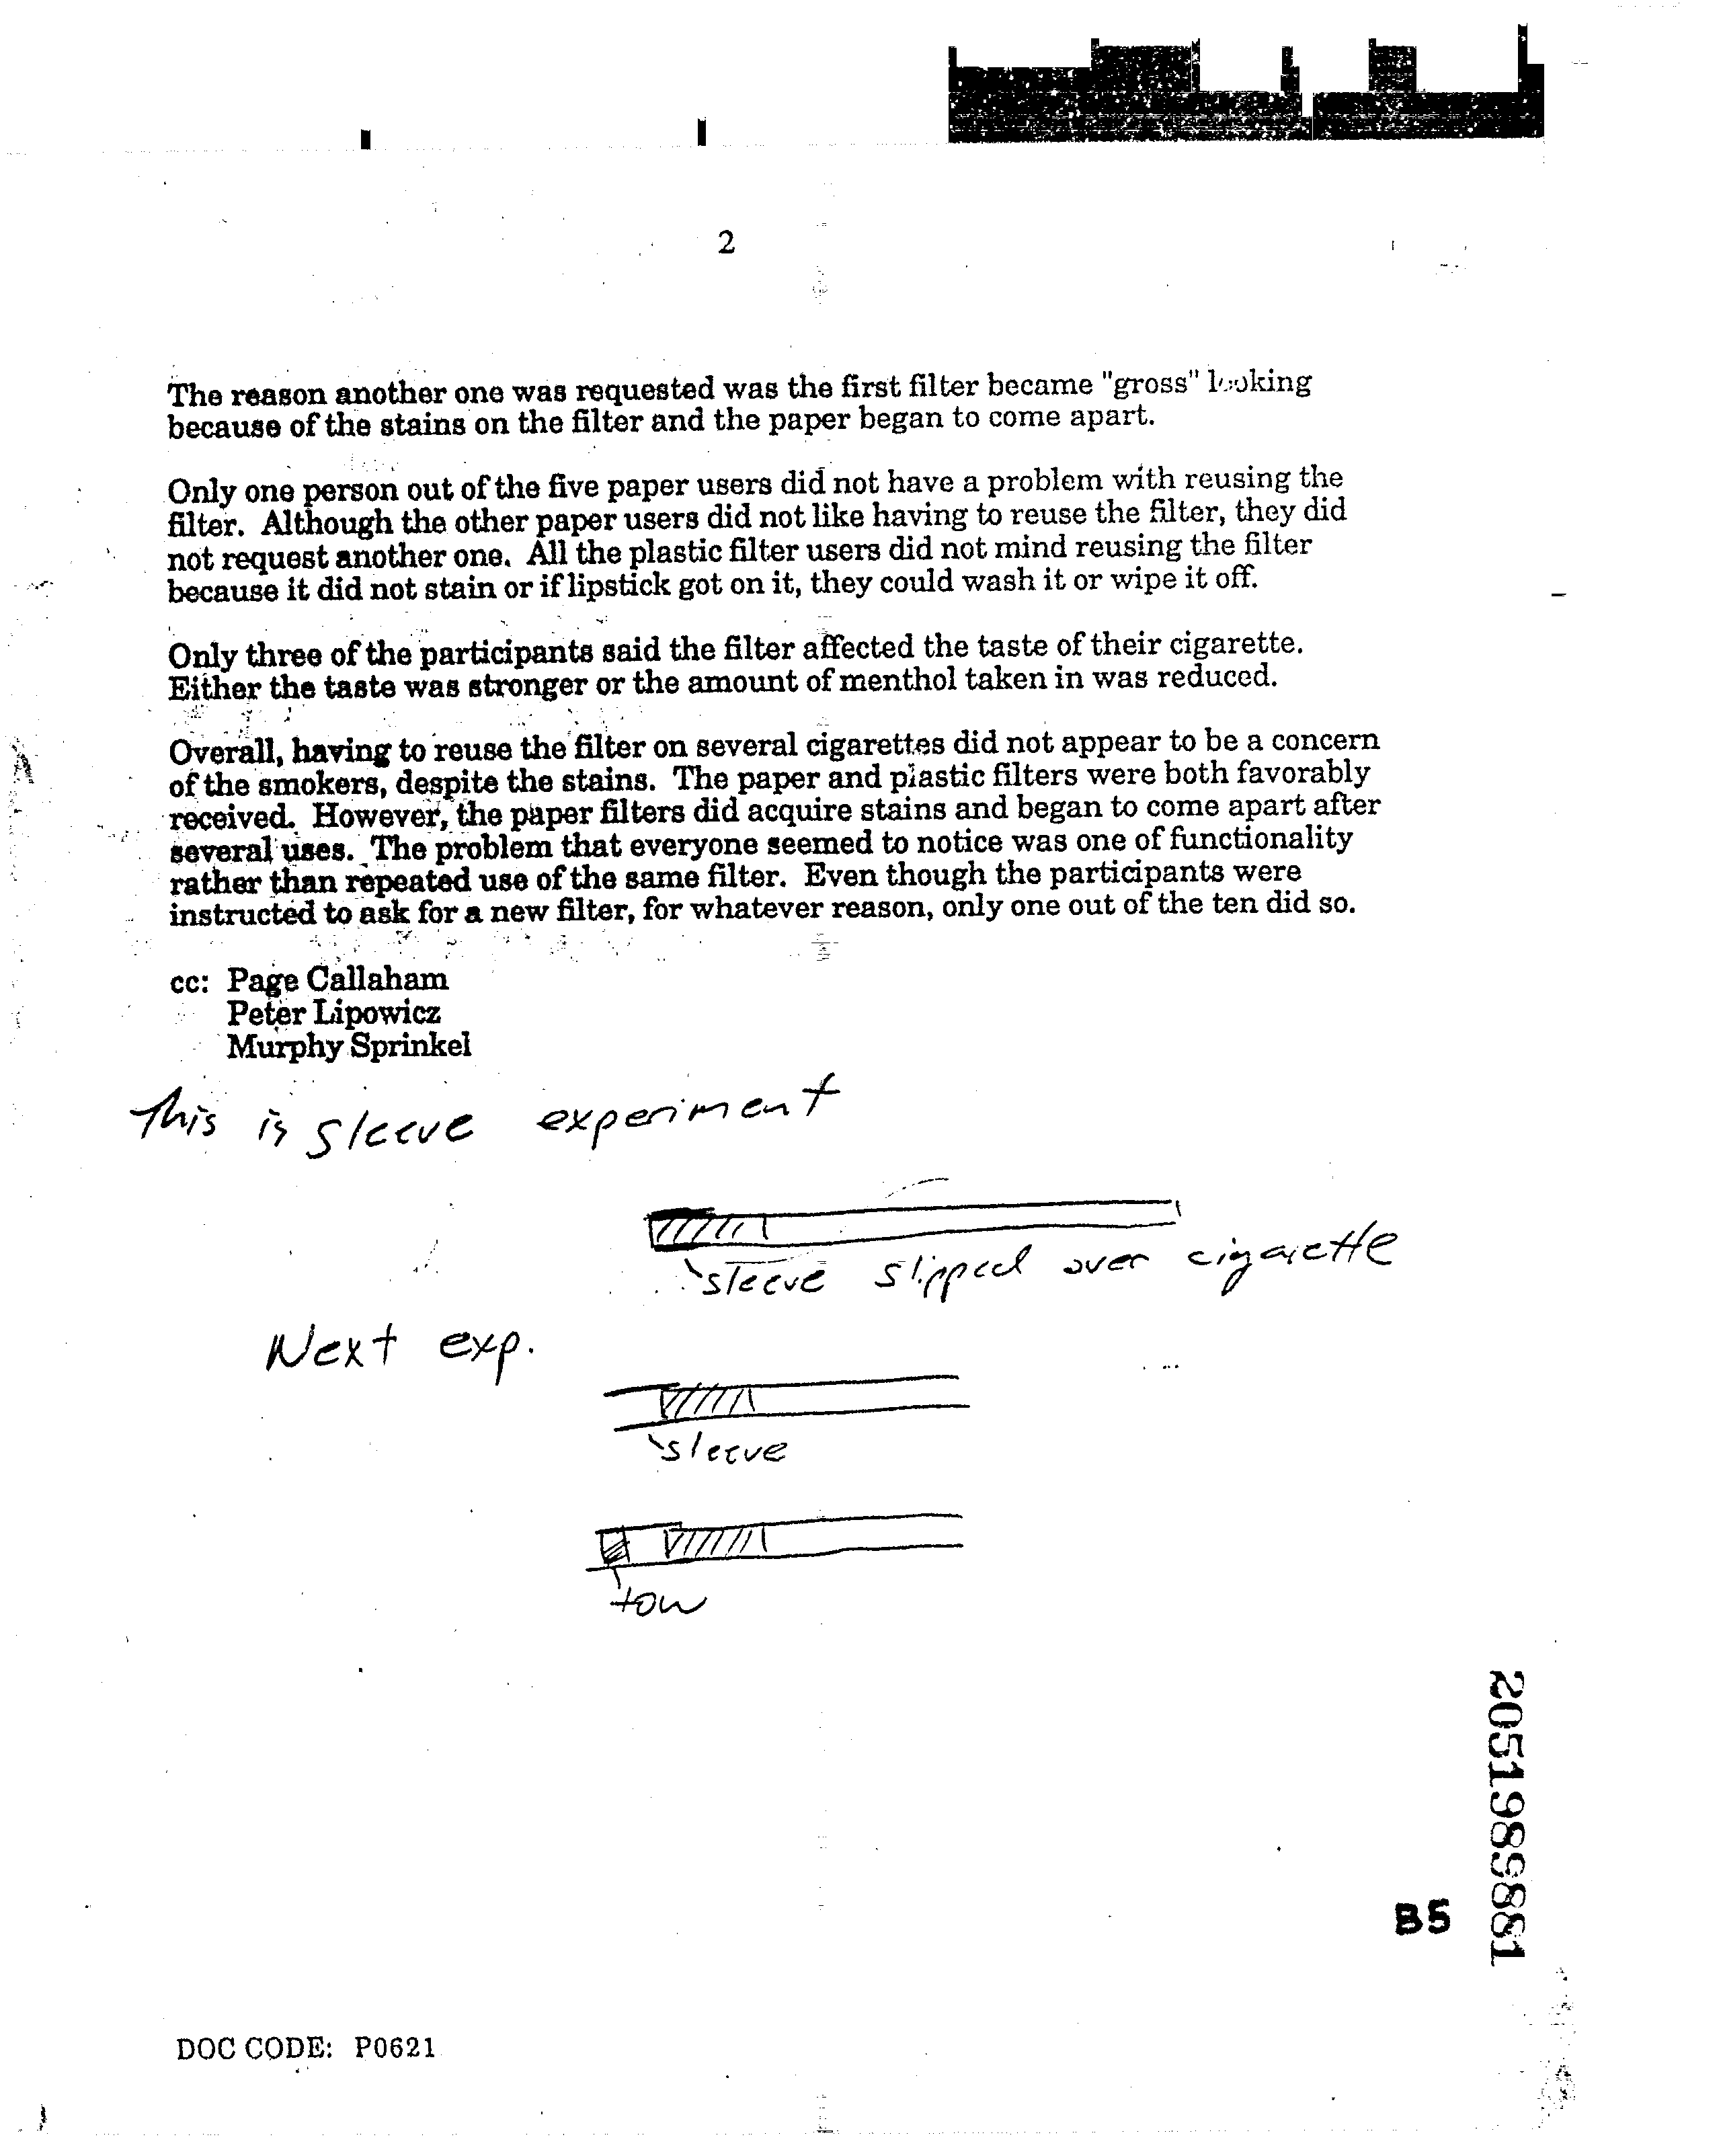 2
The reason another one was requested was the first filter became "gross" looking
because of the stains on the filter and the paper began to come apart.
Only one person out of the five paper users did not have a problem with reusing the
filter. Although the other paper users did not like having to reuse the filter, they did
not request another one. All the plastic filter users did not mind reusing the filter
because it did not stain or if lipstick got on it, they could wash it or wipe it off.
Only three of the participants said the filter affected the taste of their cigarette.
Either the taste was stronger or the amount of menthol taken in was reduced.
Overall, having to reuse the filter on several cigarettes did not appear to be a concern
of the smokers, despite the stains. The paper and plastic filters were both favorably
received. However, the paper filters did acquire stains and began to come apart after
several uses. The problem that everyone seemed to notice was one of functionality
rather than repeated use of the same filter. Even though the participants were
instructed to ask for a new filter, for whatever reason, only one out of the ten did so.
cc: Page Callaham
Peter Lipowicz
Murphy Sprinkel
This is sleeve experiment
sleeve slipped over cigarette
Next exp.
sleeve
tow
2051989881
B5
DOC CODE: P0621